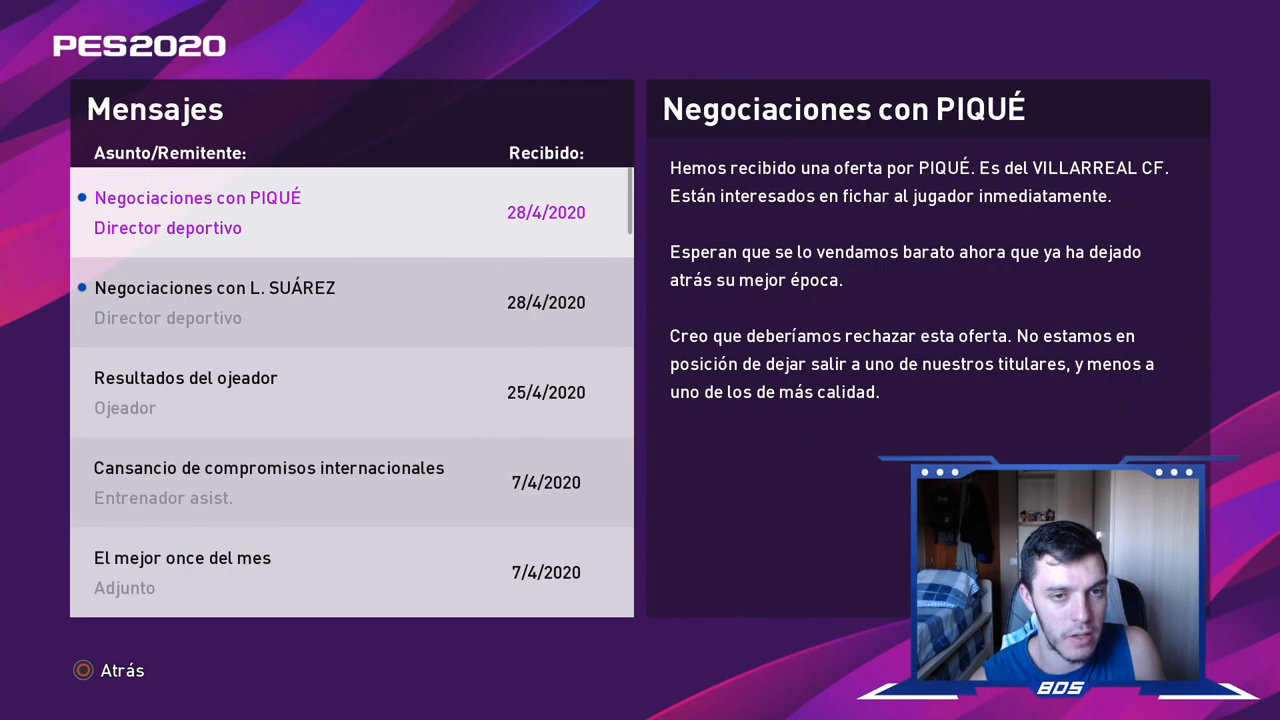 PES2020
Mensajes
Asunto/Remitente:
Recibido:
Negociaciones con PIQUÉ
Director deportivo
28/4/2020
Negociaciones con L. SUÁREZ
Director deportivo
28/4/2020
Resultados del ojeador
Ojeador
25/4/2020
Cansancio de compromisos internacionales
Entrenador asist.
7/4/2020
El mejor once del mes
Adjunto
7/4/2020
Negociaciones con PIQUÉ
Hemos recibido una oferta por PIQUÉ. Es del VILLARREAL CF.
Están interesados en fichar al jugador inmediatamente.
Esperan que se lo vendamos barato ahora que ya ha dejado
atrás su mejor época.
Creo que deberíamos rechazar esta oferta. No estamos en
posición de dejar salir a uno de nuestros titulares, y menos a
uno de los de más calidad.
Atrás
BDS